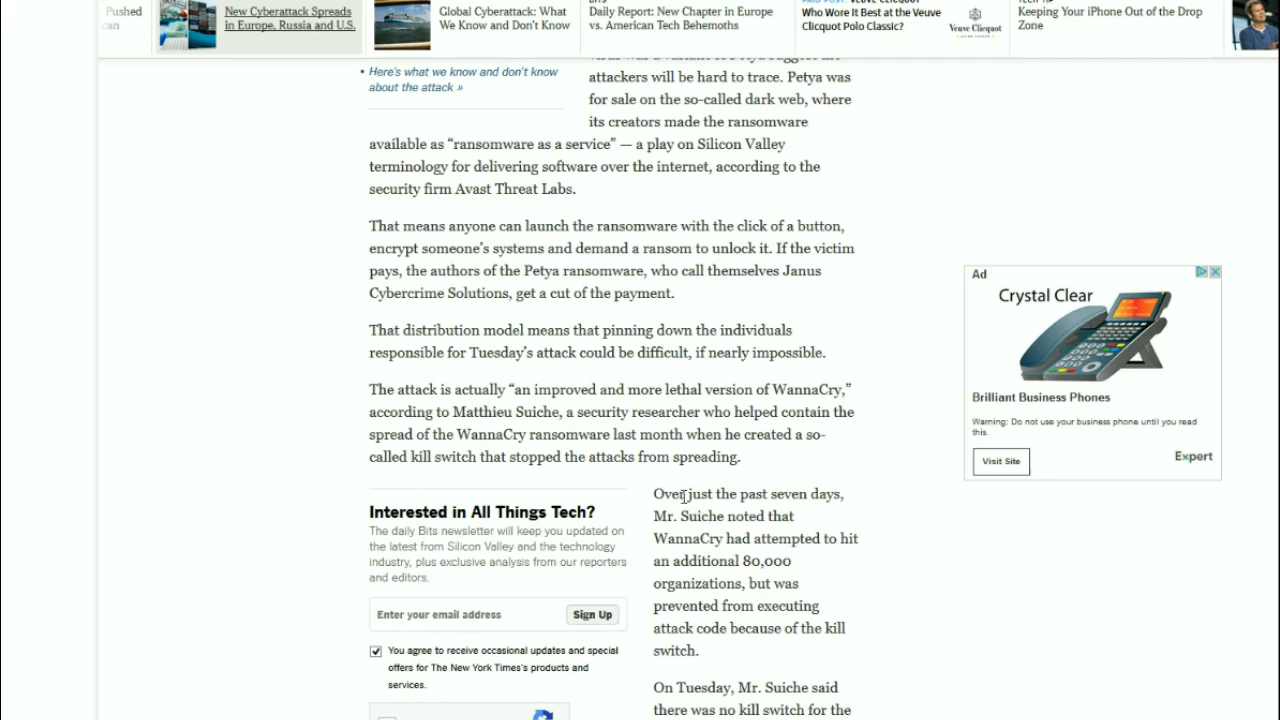 Pushed
can
New Cyberattack Spreads
in Europe, Russia and U.S.
Global Cyberattack: What
We Know and Don't Know
Daily Report: New Chapter in Europe
vs. American Tech Behemoths
Who Wore It Best at the Veuve
Clicquot Polo Classic?
Veuve Clicquot
Keeping Your iPhone Out of the Drop
Zone
• Here's what we know and don't know
about the attack »
attackers will be hard to trace. Petya was
for sale on the so-called dark web, where
its creators made the ransomware
available as “ransomware as a service” — a play on Silicon Valley
terminology for delivering software over the internet, according to the
security firm Avast Threat Labs.
That means anyone can launch the ransomware with the click of a button,
encrypt someone's systems and demand a ransom to unlock it. If the victim
pays, the authors of the Petya ransomware, who call themselves Janus
Cybercrime Solutions, get a cut of the payment.
That distribution model means that pinning down the individuals
responsible for Tuesday's attack could be difficult, if nearly impossible.
The attack is actually “an improved and more lethal version of WannaCry,”
according to Matthieu Suiche, a security researcher who helped contain the
spread of the WannaCry ransomware last month when he created a so-
called kill switch that stopped the attacks from spreading.
Over just the past seven days,
Mr. Suiche noted that
WannaCry had attempted to hit
an additional 80,000
organizations, but was
prevented from executing
attack code because of the kill
switch.
On Tuesday, Mr. Suiche said
there was no kill switch for the
Interested in All Things Tech?
The daily Bits newsletter will keep you updated on
the latest from Silicon Valley and the technology
industry, plus exclusive analysis from our reporters
and editors.
Enter your email address
Sign Up
You agree to receive occasional updates and special
offers for The New York Times's products and
services.
Ad
Crystal Clear
Brilliant Business Phones
Warning: Do not use your business phone until you read
this.
Visit Site
Expert